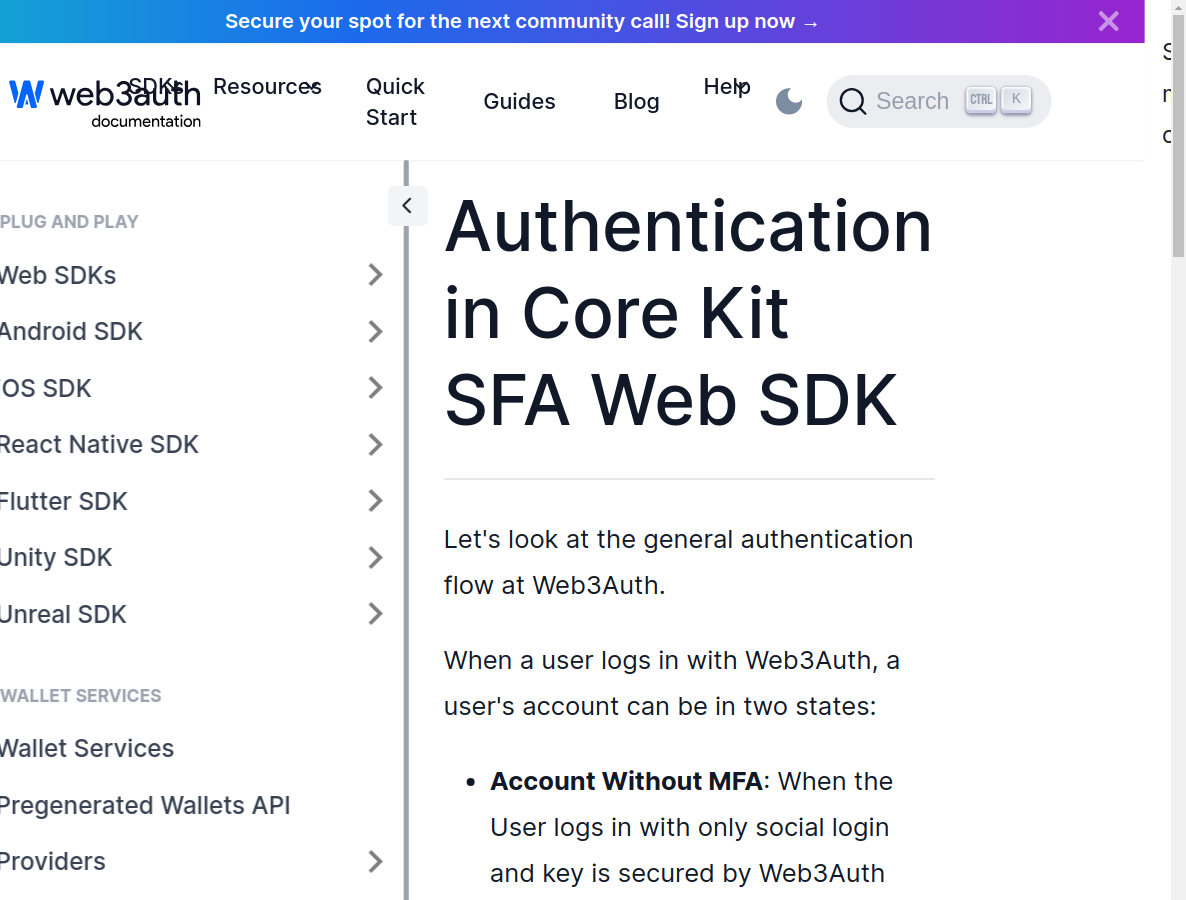 Secure your spot for the next community call! Sign up now →
web3auth
documentation
SDKs
Resources
Quick
Start
Guides
Blog
Help
Search
CTRL
K
PLUG AND PLAY
Web SDKs
Android SDK
iOS SDK
React Native SDK
Flutter SDK
Unity SDK
Unreal SDK
WALLET SERVICES
Wallet Services
Pregenerated Wallets API
Providers
Authentication
in Core Kit
SFA Web SDK
Let's look at the general authentication
flow at Web3Auth.
When a user logs in with Web3Auth, a
user's account can be in two states:
• Account Without MFA: When the
User logs in with only social login
and key is secured by Web3Auth